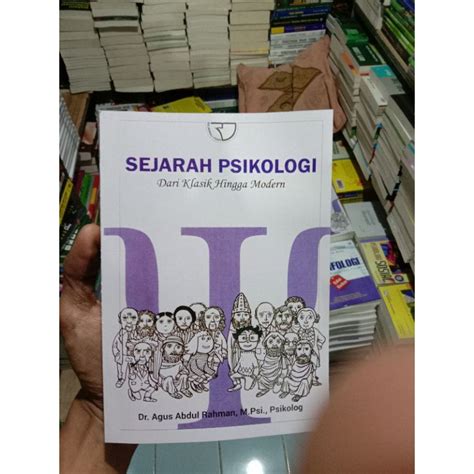 SEJARAH PSIKOLOGI
Dari Klasik Hingga Modern
Dr. Agus Abdul Rahman, M.Psi., Psikolog